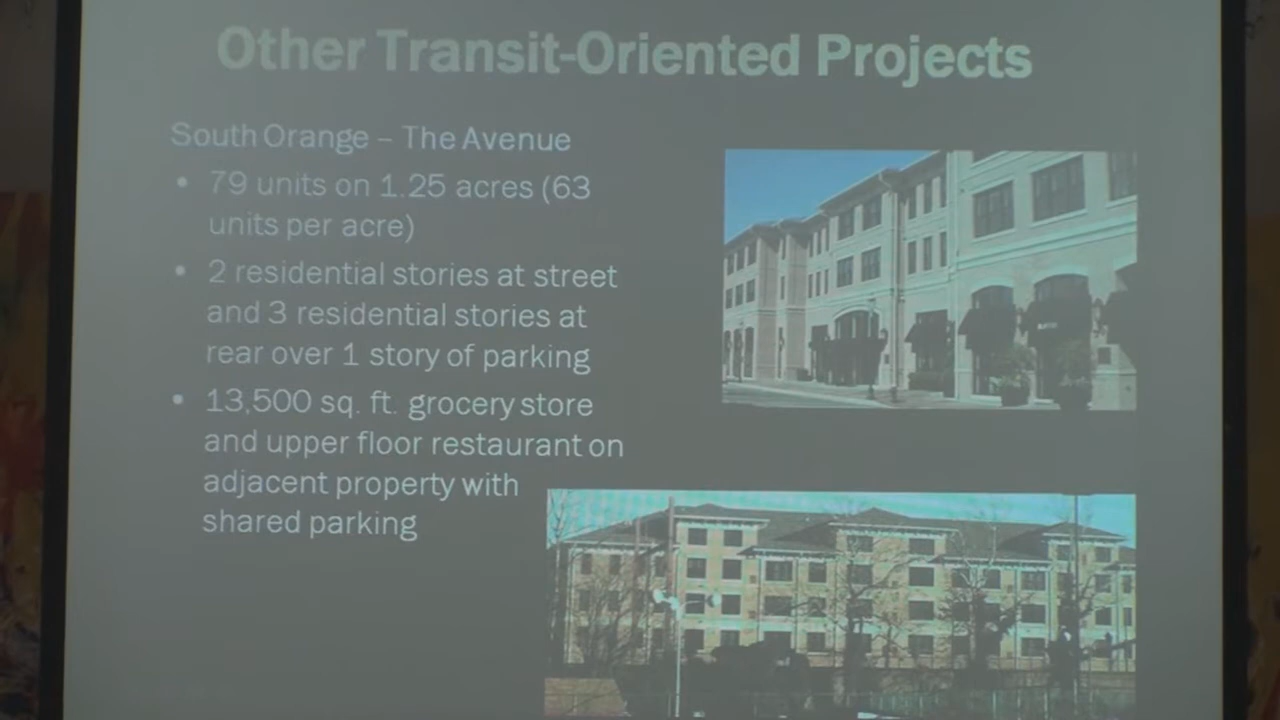 Other Transit-Oriented Projects
South Orange – The Avenue
• 79 units on 1.25 acres (63
units per acre)
• 2 residential stories at street
and 3 residential stories at
rear over 1 story of parking
• 13,500 sq. ft. grocery store
and upper floor restaurant on
adjacent property with
shared parking